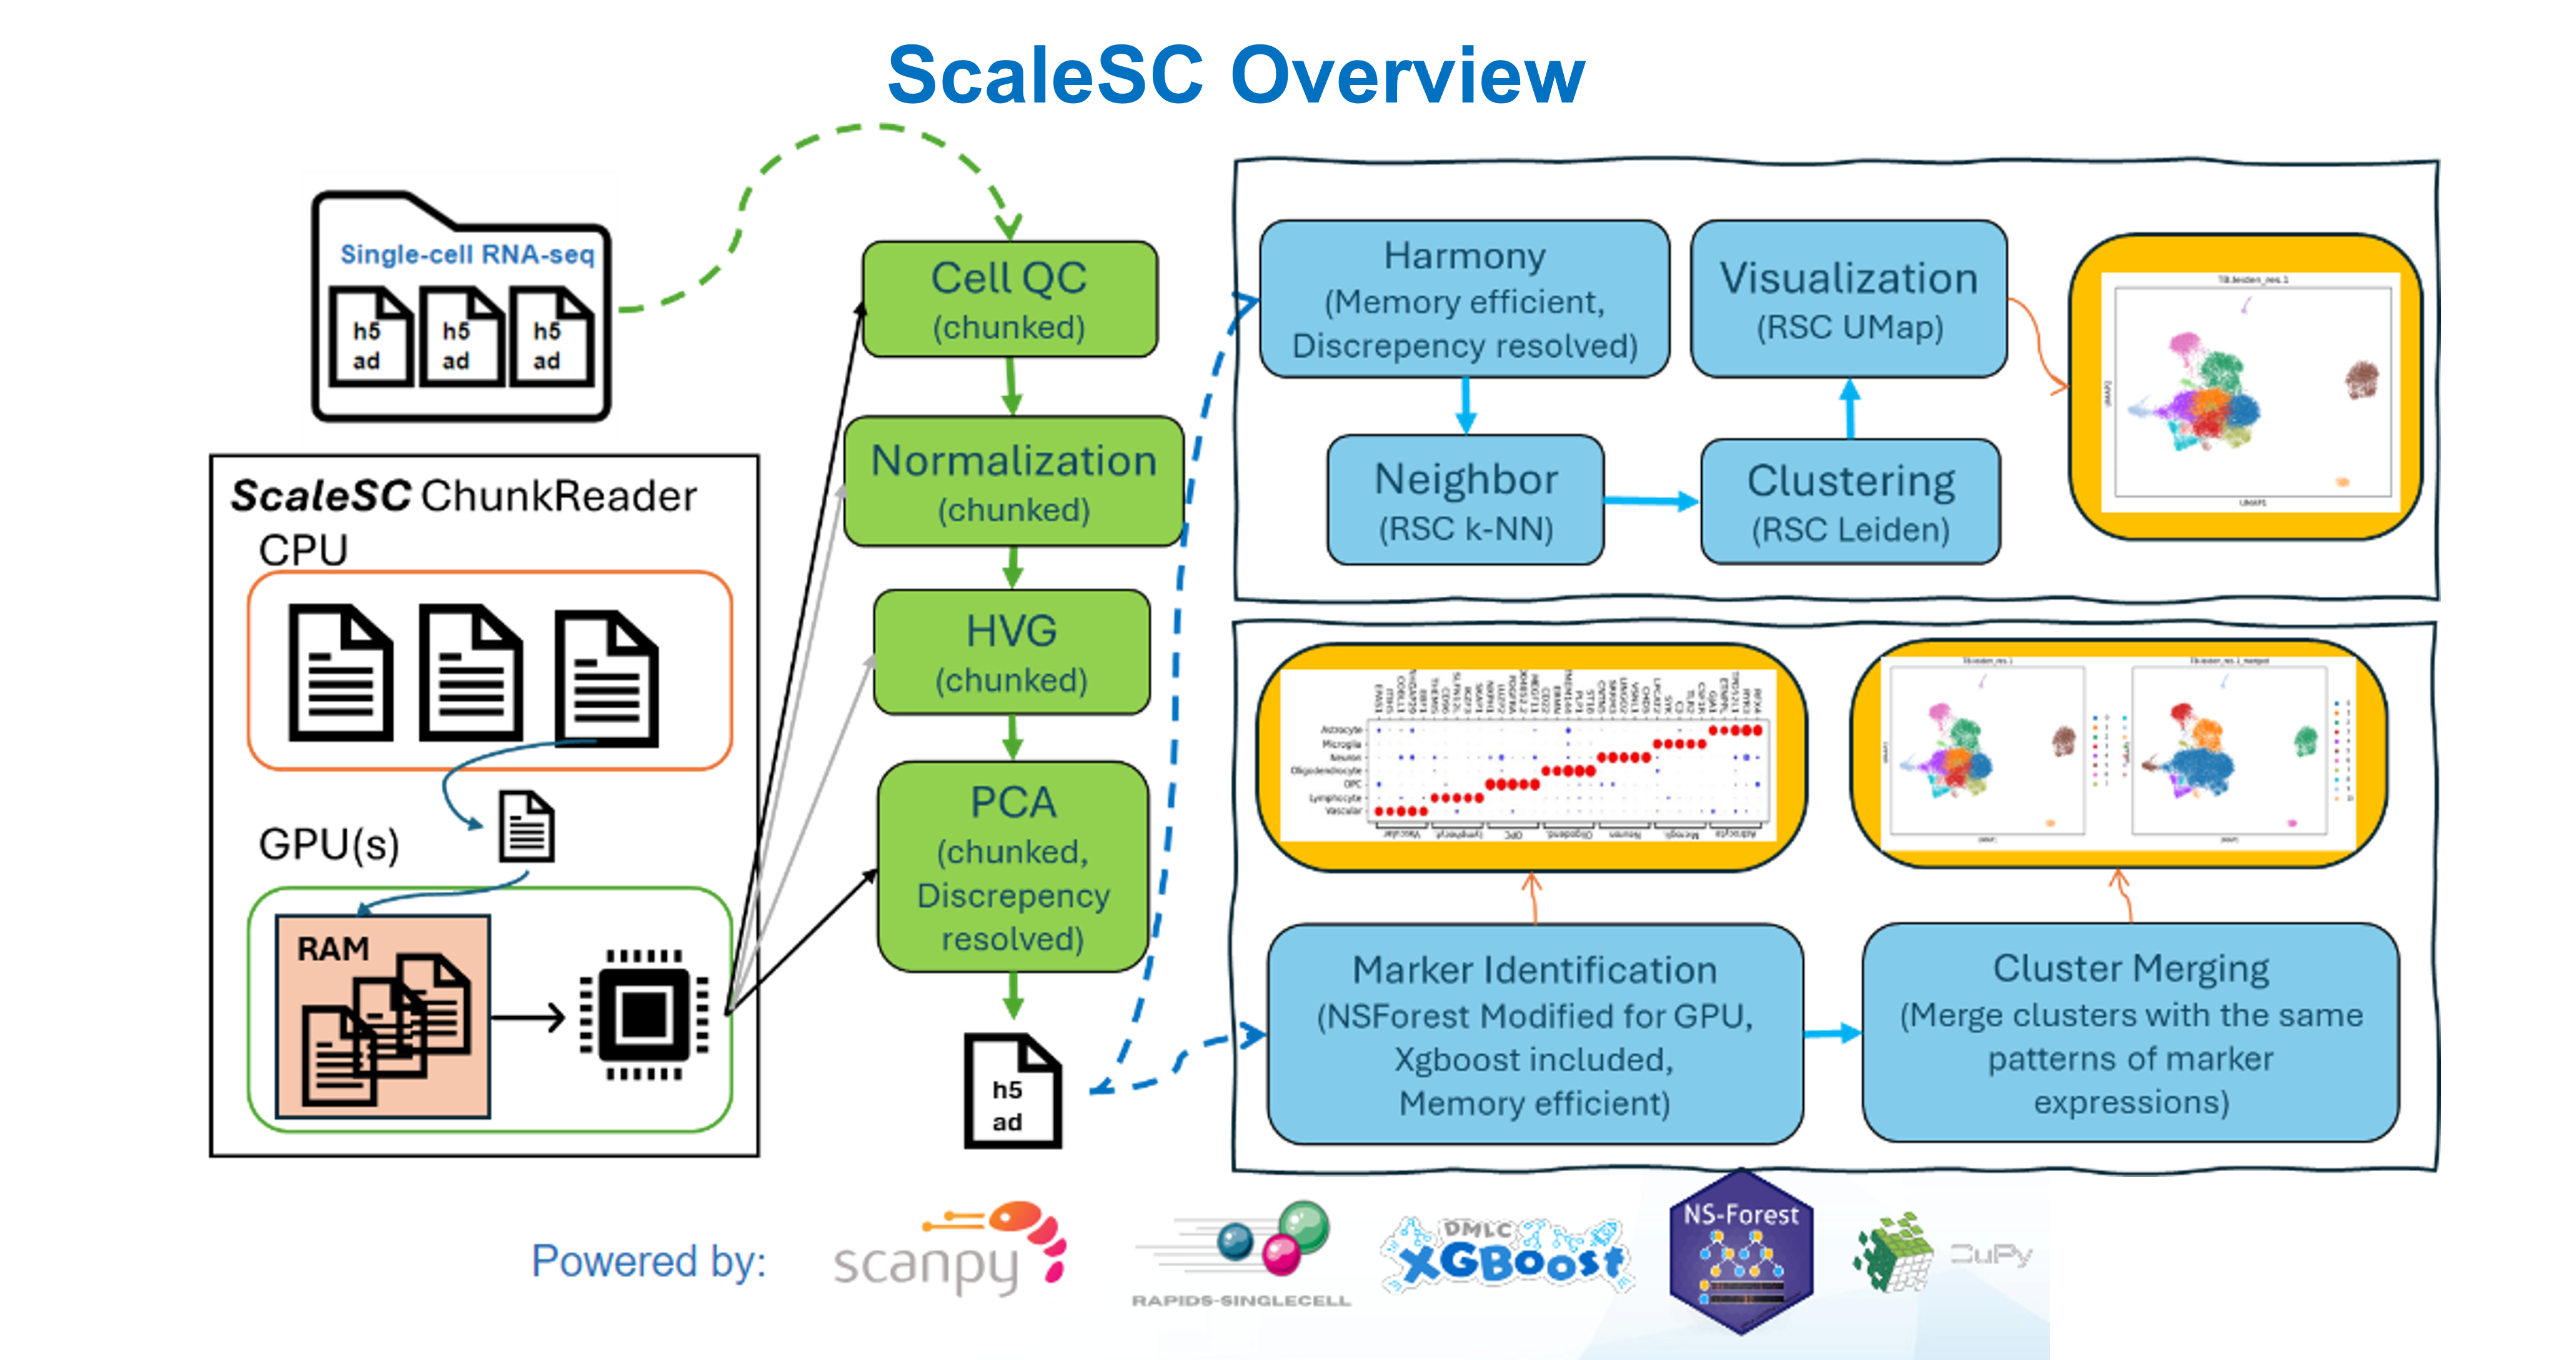 ScaleSC Overview
Single-cell RNA-seq
h5
ad
h5
ad
h5
ad
ScaleSC ChunkReader
CPU
GPU(s)
RAM
Cell QC
(chunked)
Normalization
(chunked)
HVG
(chunked)
PCA
(chunked,
Discrepency
resolved)
h5
ad
Harmony
(Memory efficient,
Discrepency resolved)
Neighbor
(RSC k-NN)
Clustering
(RSC Leiden)
Visualization
(RSC UMap)
UMAP1
Astrocyte
Microglia
Neuron
Oligodendrocyte
OPC
Lymphocyte
Vascular
Marker Identification
(NSForest Modified for GPU,
Xgboost included,
Memory efficient)
Cluster Merging
(Merge clusters with the same
patterns of marker
expressions)
Powered by:
scanpy
RAPIDS-SINGLECELL
DMLC
XGBoost
NS-Forest
CuPy